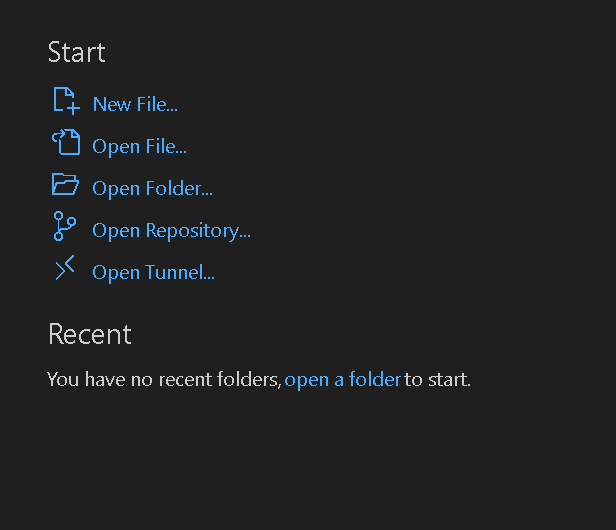 Start
New File...
Open File...
Open Folder...
Open Repository...
Open Tunnel...
Recent
You have no recent folders, open a folder to start.